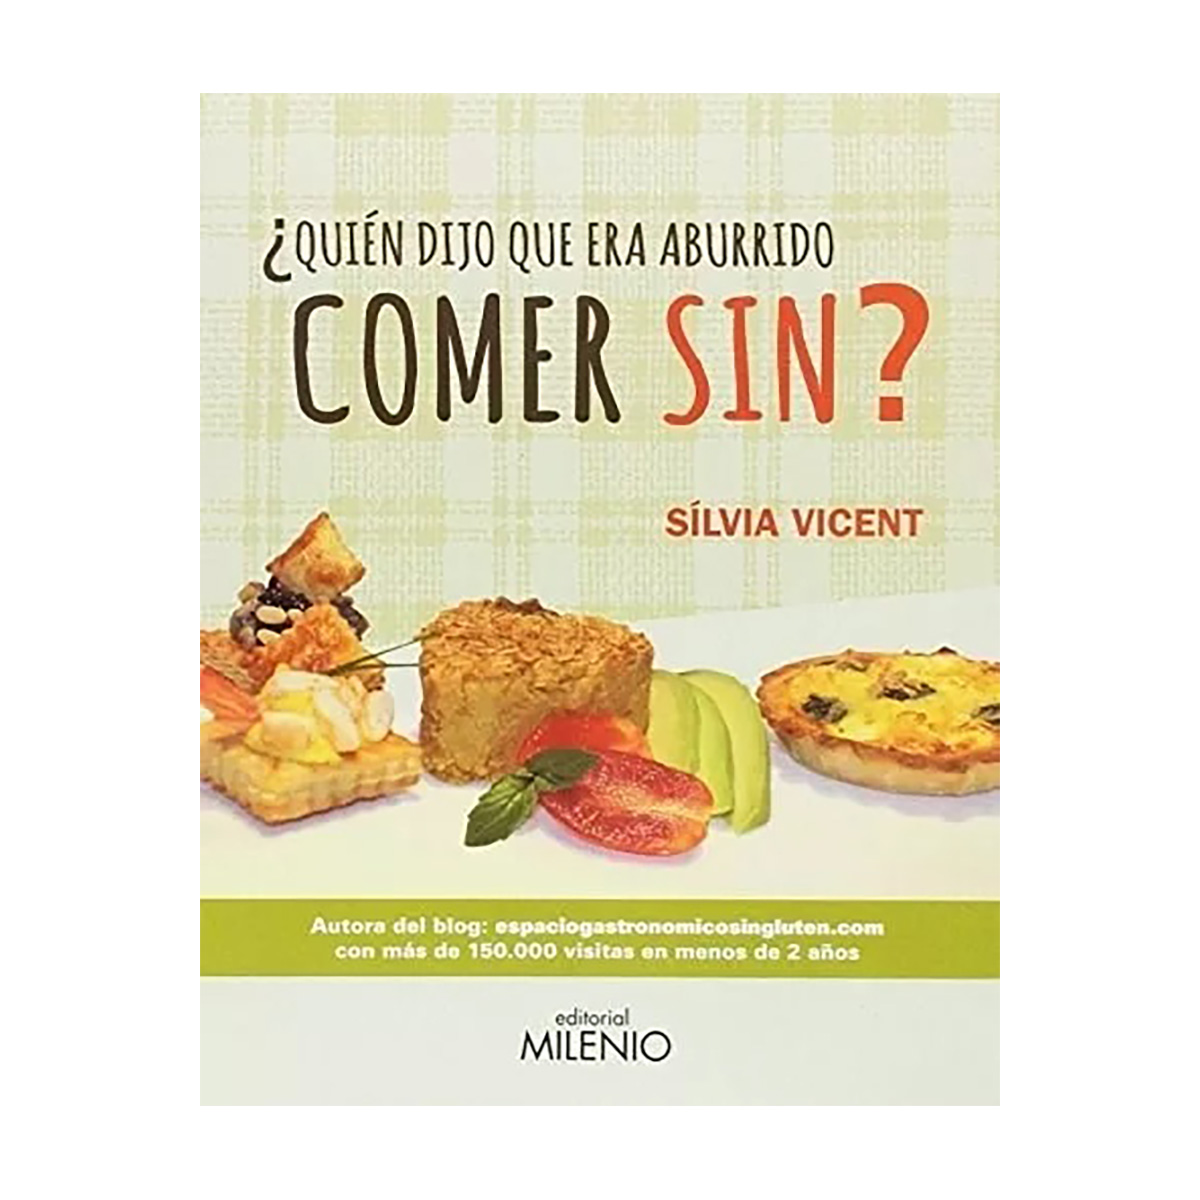 ¿QUIÉN DIJO QUE ERA ABURRIDO
COMER SIN?
SÍLVIA VICENT
Autora del blog: espaciogastronomicosingluten.com
con más de 150.000 visitas en menos de 2 años
editorial
MILENIO